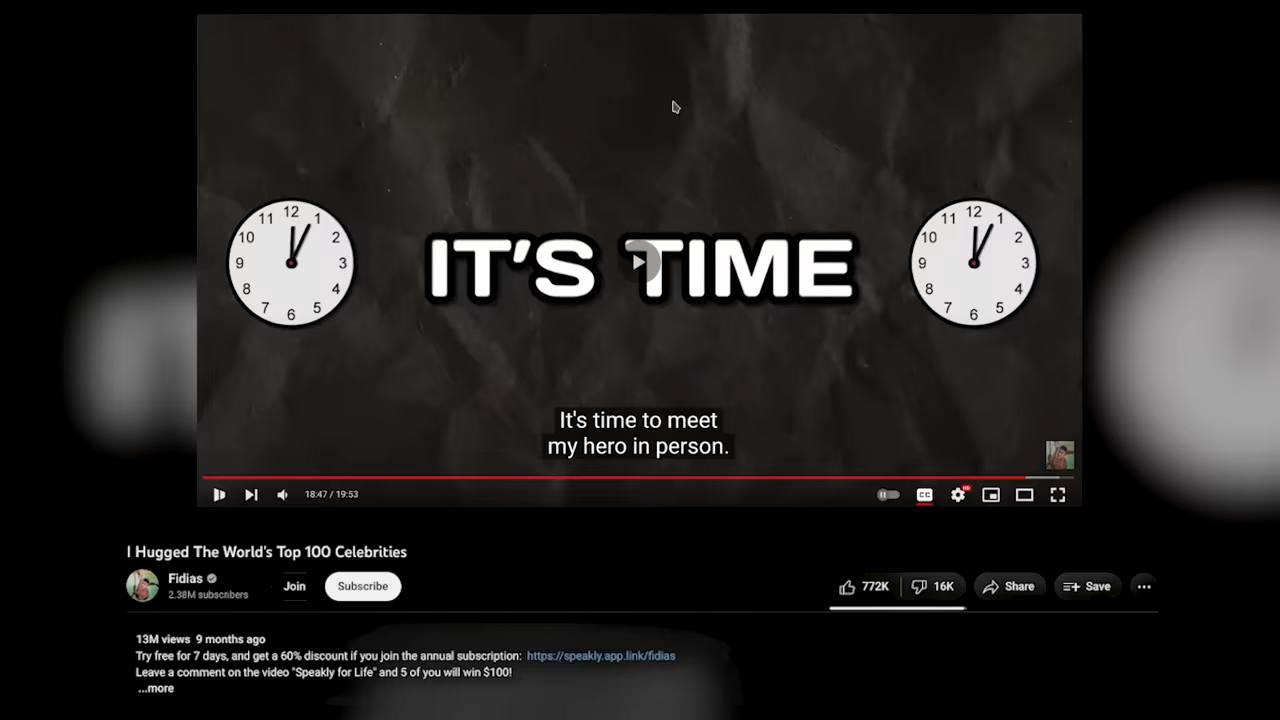 12
11
1
10
2
9
3
8
4
7
5
6
IT'S TIME
12
11
1
10
2
9
3
8
4
7
5
6
It's time to meet
my hero in person.
18:47 / 19:53
CC
HD
I Hugged The World's Top 100 Celebrities
Fidias
2.38M subscribers
Join
Subscribe
772K
16K
Share
Save
13M views 9 months ago
Try free for 7 days, and get a 60% discount if you join the annual subscription: https://speakly.app.link/fidias
Leave a comment on the video "Speakly for Life" and 5 of you will win $100!
...more